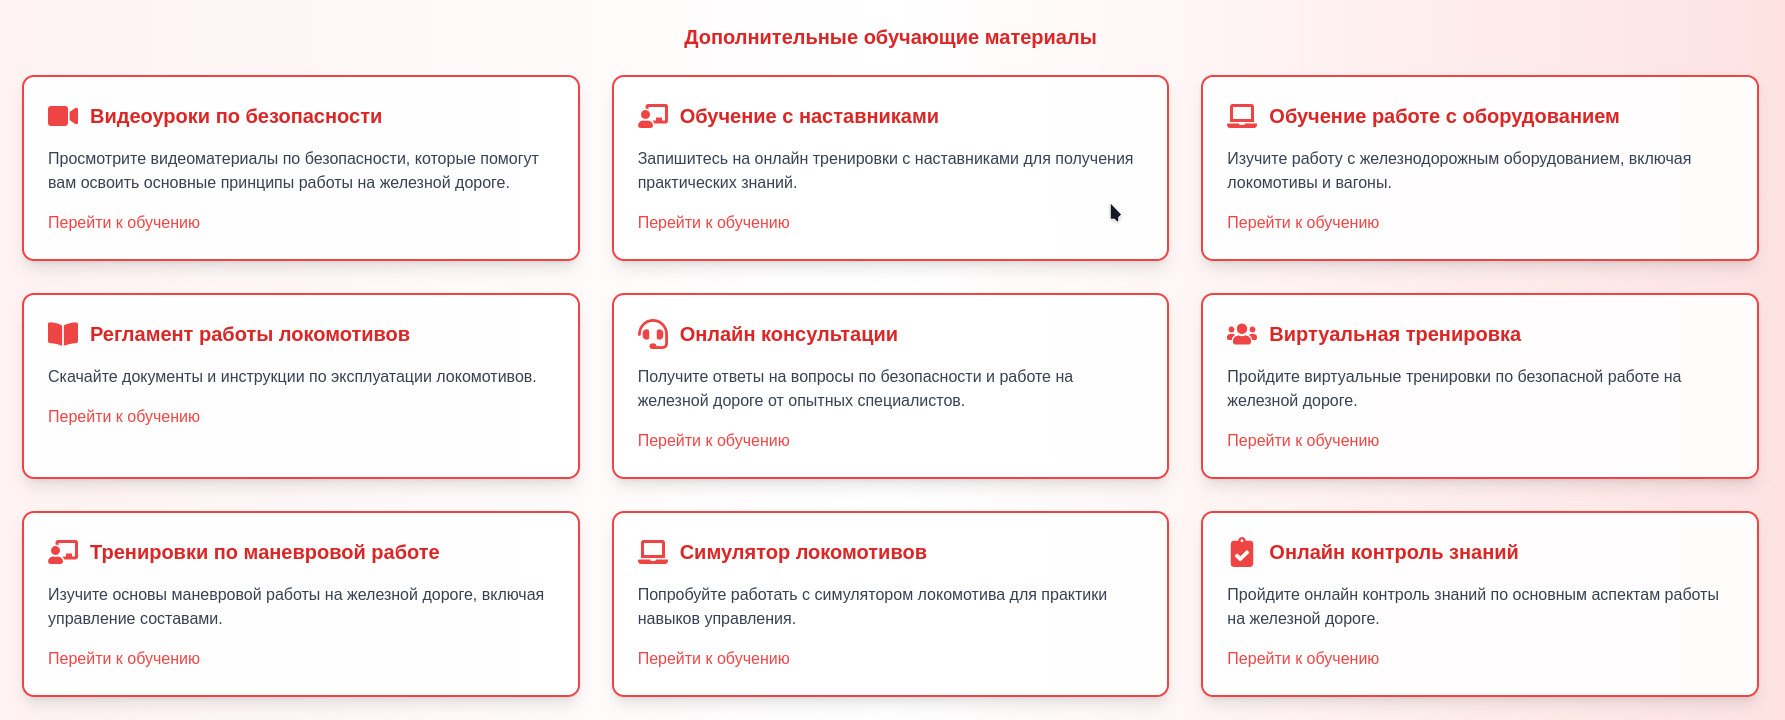 Дополнительные обучающие материалы
Видеоуроки по безопасности
Просмотрите видеоматериалы по безопасности, которые помогут
вам освоить основные принципы работы на железной дороге.
Перейти к обучению
Обучение с наставниками
Запишитесь на онлайн тренировки с наставниками для получения
практических знаний.
Перейти к обучению
Обучение работе с оборудованием
Изучите работу с железнодорожным оборудованием, включая
локомотивы и вагоны.
Перейти к обучению
Регламент работы локомотивов
Скачайте документы и инструкции по эксплуатации локомотивов.
Перейти к обучению
Онлайн консультации
Получите ответы на вопросы по безопасности и работе на
железной дороге от опытных специалистов.
Перейти к обучению
Виртуальная тренировка
Пройдите виртуальные тренировки по безопасной работе на
железной дороге.
Перейти к обучению
Тренировки по маневровой работе
Изучите основы маневровой работы на железной дороге, включая
управление составами.
Перейти к обучению
Симулятор локомотивов
Попробуйте работать с симулятором локомотива для практики
навыков управления.
Перейти к обучению
Онлайн контроль знаний
Пройдите онлайн контроль знаний по основным аспектам работы
на железной дороге.
Перейти к обучению